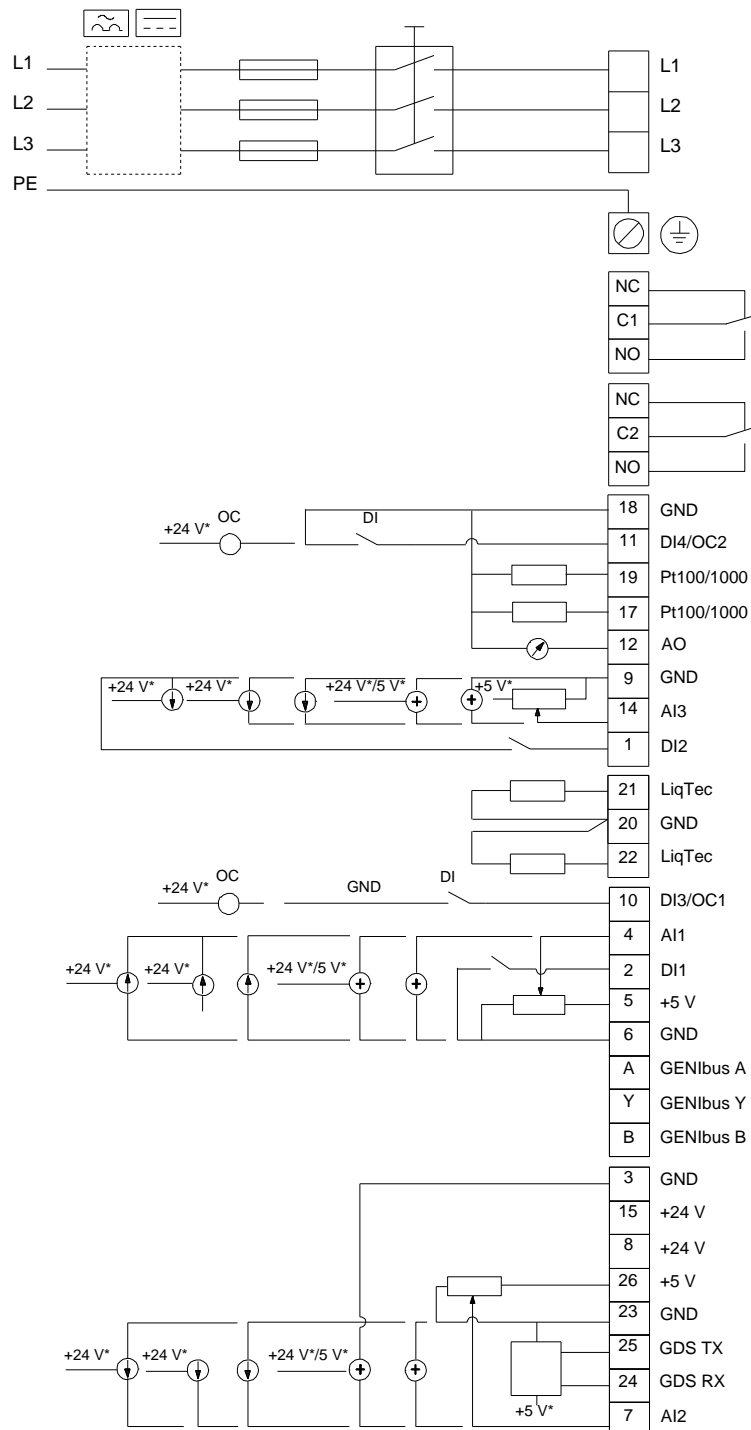 L1 L1
L2 L2
L3 L3
PE
NC
C1
NO
NC
C2
NO
18 GND
+24 V* OC DI 11 DI4/OC2
19 Pt100/1000
17 Pt100/1000
12 AO
9 GND
+24 V* +24 V* +24 V*/5 V* +5 V*
14 AI3
1 DI2
21 LiqTec
20 GND
22 LiqTec
+24 V* OC GND DI 10 DI3/OC1
4 AI1
+24 V* +24 V* +24 V*/5 V* 2 DI1
5 +5 V
6 GND
A GENIbus A
Y GENIbus Y
B GENIbus B
3 GND
15 +24 V
8 +24 V
26 +5 V
23 GND
+24 V* +24 V* +24 V*/5 V* 25 GDS TX
24 GDS RX
+5 V*
7 AI2